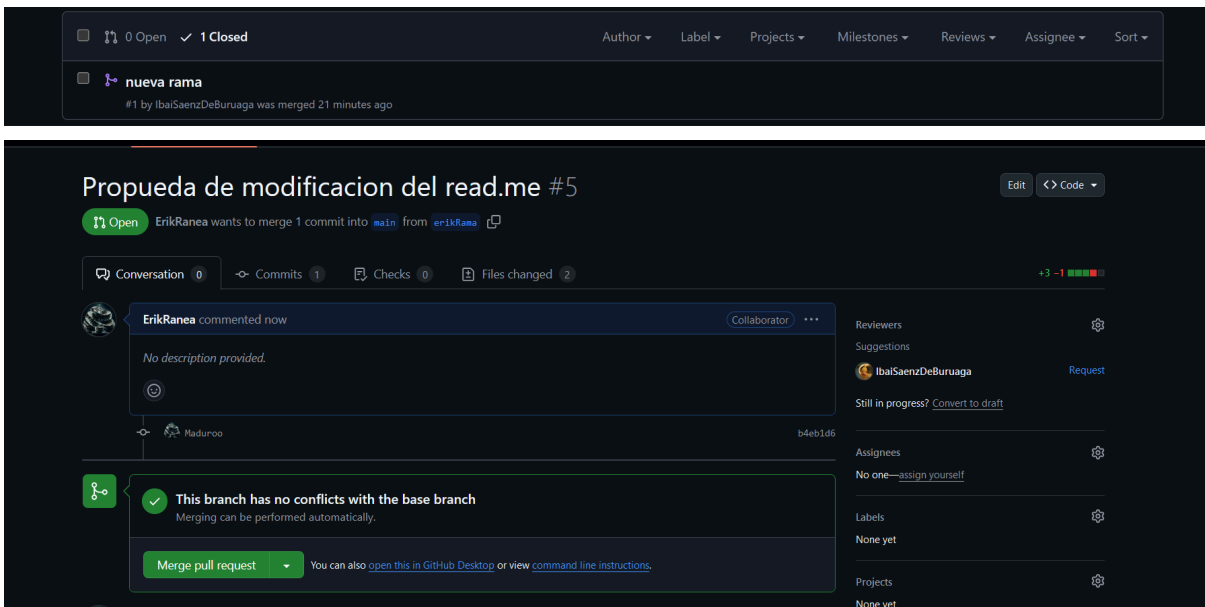 0 Open 1 Closed Author Label Projects Milestones Reviews Assignee Sort
nueva rama
#1 by IbaiSaenzDeBuruaga was merged 21 minutes ago
Propueda de modificacion del read.me #5
Edit Code
Open ErikRanea wants to merge 1 commit into main from erikRama
Conversation 0 Commits 1 Checks 0 Files changed 2 +3 −1
ErikRanea commented now Collaborator
No description provided.
Maduroo b4eb1d6
This branch has no conflicts with the base branch
Merging can be performed automatically.
Merge pull request You can also open this in GitHub Desktop or view command line instructions.
Reviewers
Suggestions
IbaiSaenzDeBuruaga Request
Still in progress? Convert to draft
Assignees
No one—assign yourself
Labels
None yet
Projects
None yet